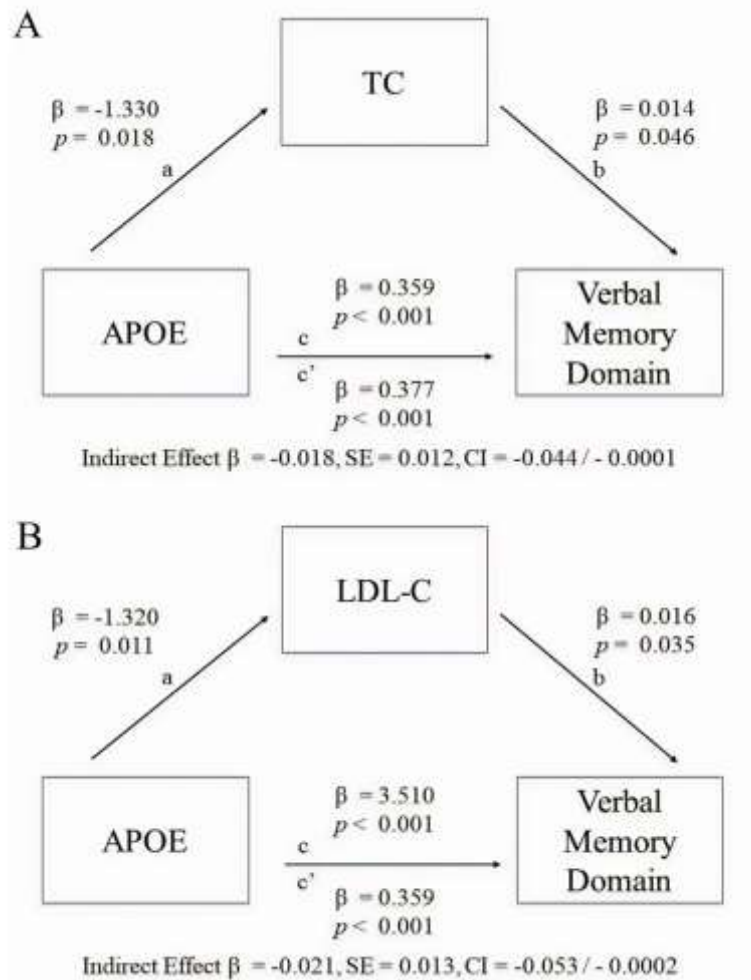 A
TC
β = -1.330
p = 0.018
a
β = 0.014
p = 0.046
b
APOE
β = 0.359
p < 0.001
c
c'
β = 0.377
p < 0.001
Verbal
Memory
Domain
Indirect Effect β = -0.018, SE = 0.012, CI = -0.044 / - 0.0001
B
LDL-C
β = -1.320
p = 0.011
a
β = 0.016
p = 0.035
b
APOE
β = 3.510
p < 0.001
c
c'
β = 0.359
p < 0.001
Verbal
Memory
Domain
Indirect Effect β = -0.021, SE = 0.013, CI = -0.053 / - 0.0002